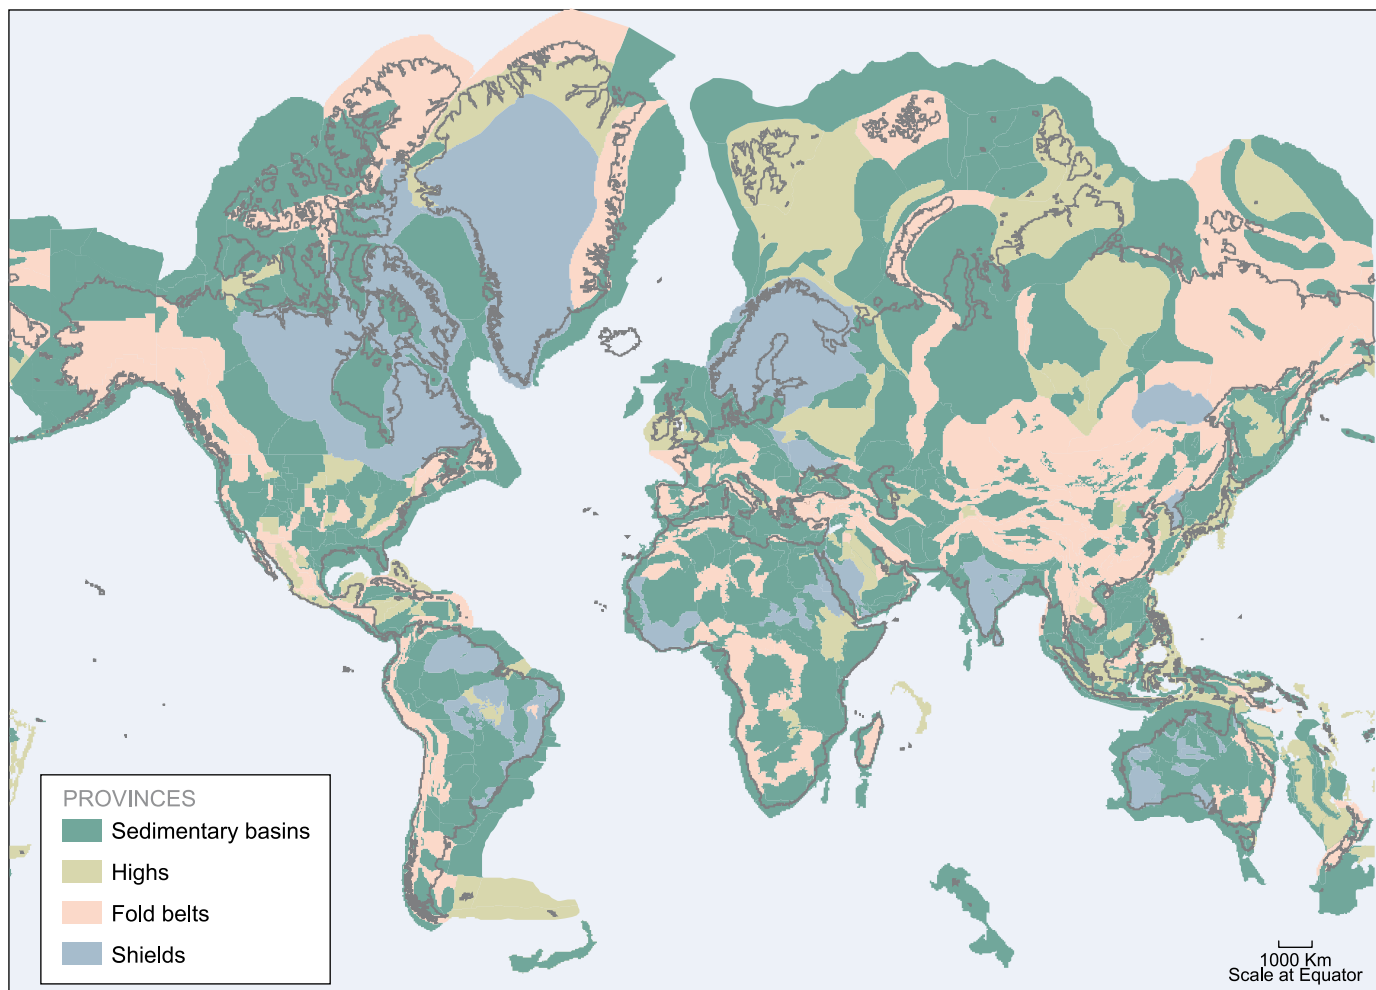 PROVINCES
Sedimentary basins
Highs
Fold belts
Shields
1000 Km
Scale at Equator